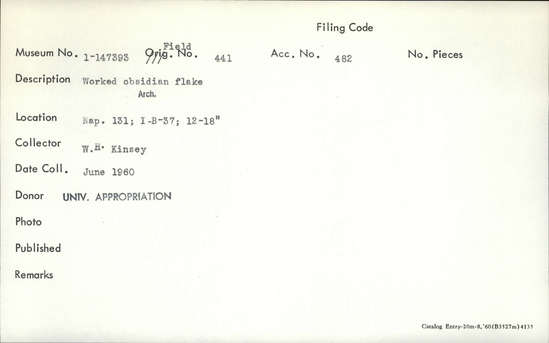 Filing Code
Museum No. 1-147393 Orig. No. Field 441 Acc. No. 482 No. Pieces
Description Worked obsidian flake
Arch.
Location Nap. 131; I-B-37; 12-18"
Collector W.H. Kinsey
Date Coll. June 1960
Donor UNIV. APPROPRIATION
Photo
Published
Remarks